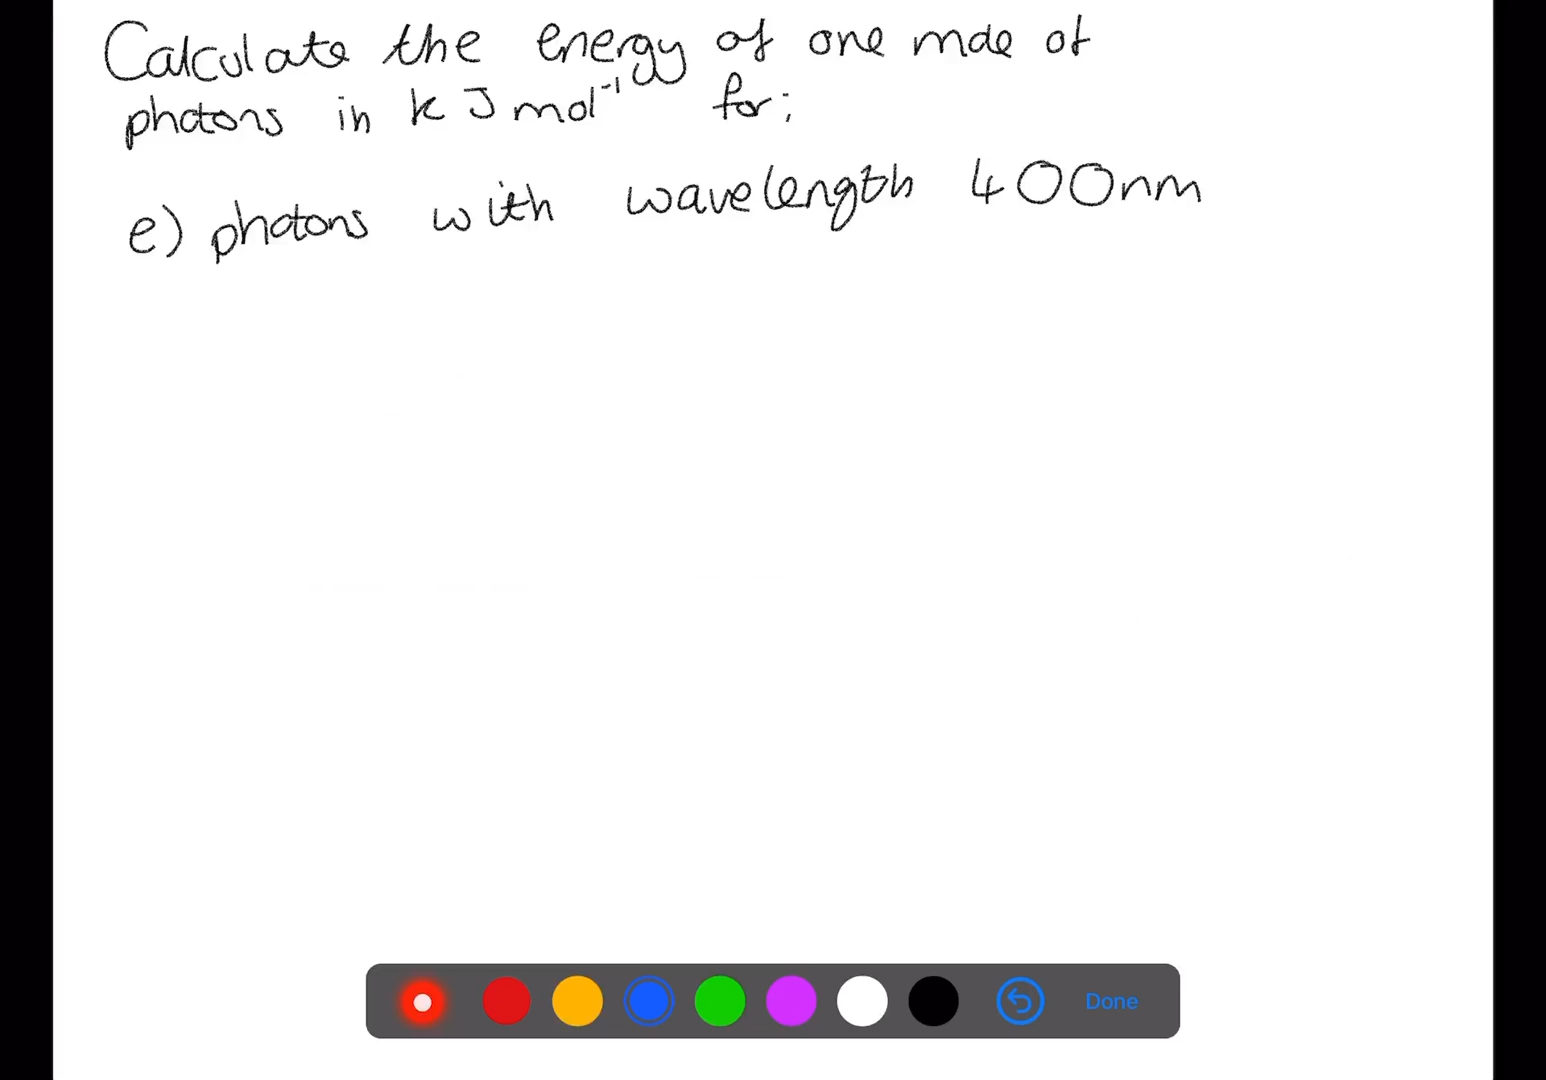 Calculate the energy of one mole of
photons in kJ mol⁻¹ for:
e) photons with wavelength 400nm
Done